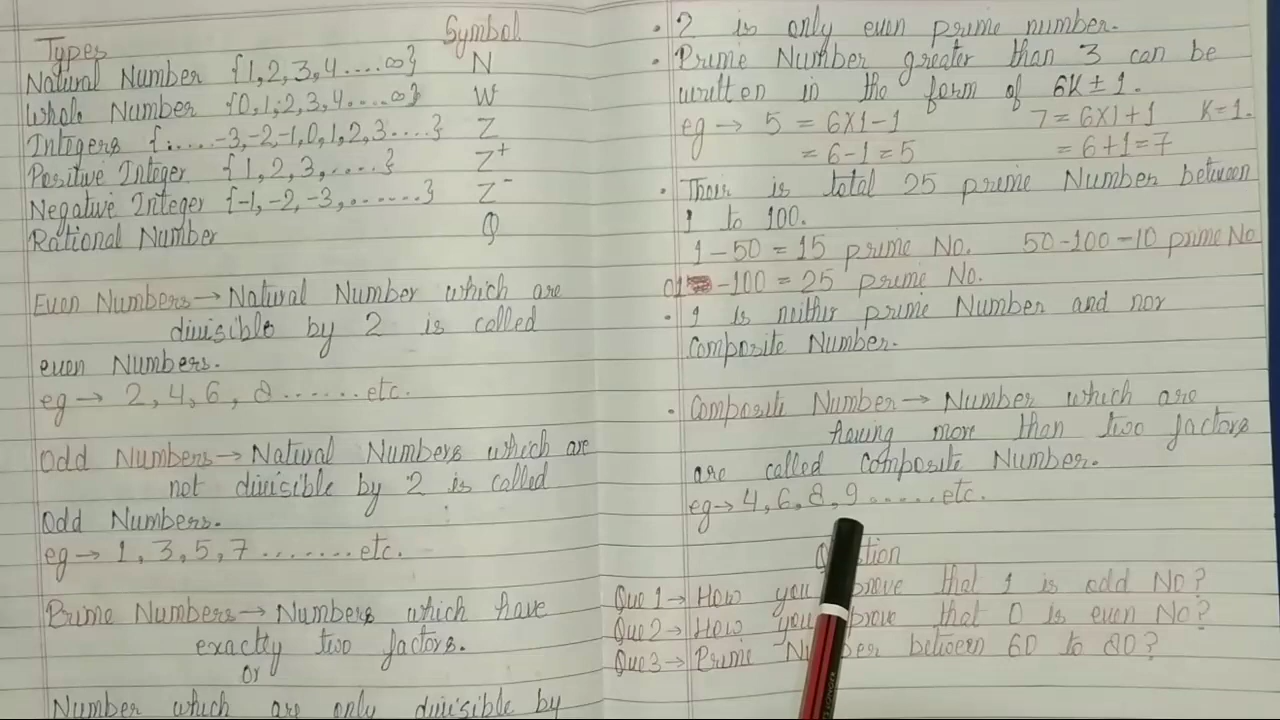 Types Symbol
Natural Number {1,2,3,4....∞} N
Whole Number {0,1,2,3,4....∞} W
Integers {.....-3,-2,-1,0,1,2,3....} Z
Positive Integer {1,2,3,.....} Z⁺
Negative Integer {-1,-2,-3,.......} Z⁻
Rational Number Q
Even Numbers → Natural Number which are
divisible by 2 is called
even Numbers.
eg → 2,4,6,8.......etc.
Odd Numbers → Natural Numbers which are
not divisible by 2 is called
Odd Numbers.
eg → 1,3,5,7........etc.
Prime Numbers → Numbers which have
exactly two factors.
or
Number which are only divisible by
• 2 is only even prime number.
• Prime Number greater than 3 can be
written in the form of 6K±1.
eg → 5 = 6X1-1 7 = 6X1+1 K=1.
= 6-1=5 = 6+1=7
• Their is total 25 prime Number between
1 to 100.
1-50 = 15 prime No. 50-100-10 prime No
01 -100 = 25 prime No.
• 1 is neither prime Number and nor
Composite Number.
• Composite Number → Number which are
having more than two factors
are called composite Number.
eg → 4,6,8,9......etc.
Que 1 → How you prove that 1 is odd No?
Que 2 → How you prove that 0 is even No?
Que 3 → Prime between 60 to 80?